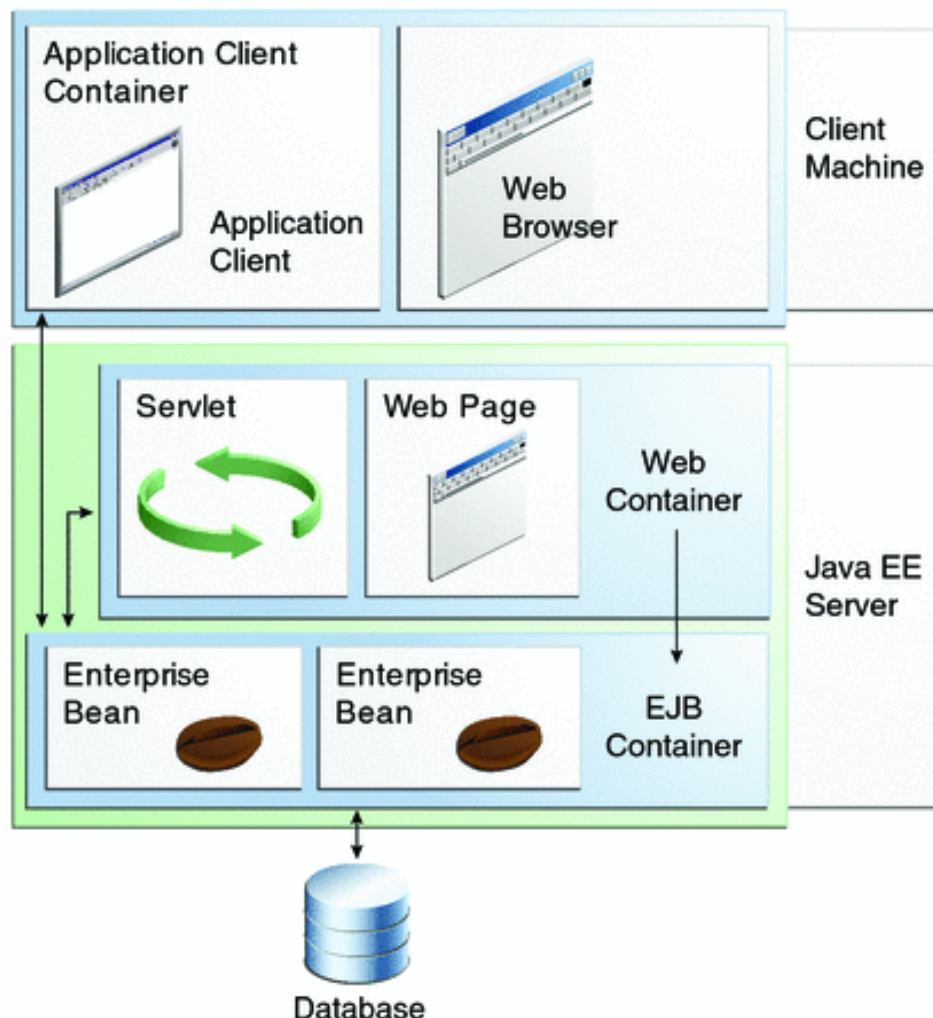 Application Client
Container
Application
Client
Web
Browser
Client
Machine
Servlet
Web Page
Web
Container
Java EE
Server
Enterprise
Bean
Enterprise
Bean
EJB
Container
Database